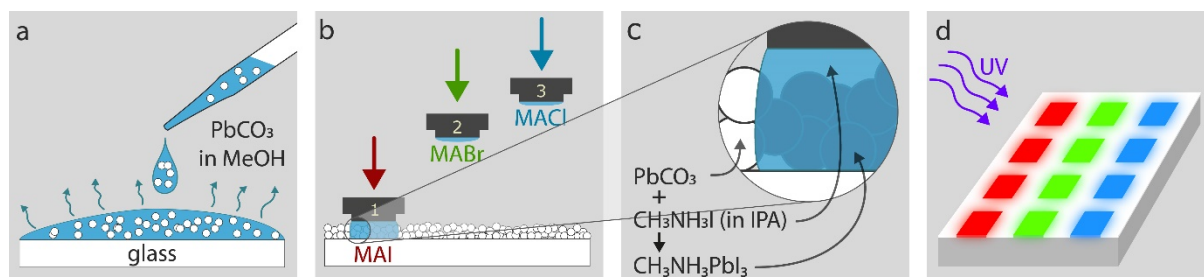 a
PbCO₃
in MeOH
glass
b
1
2
3
MAI
MABr
MACl
c
PbCO₃
+
CH₃NH₃I (in IPA)
CH₃NH₃PbI₃
d
UV